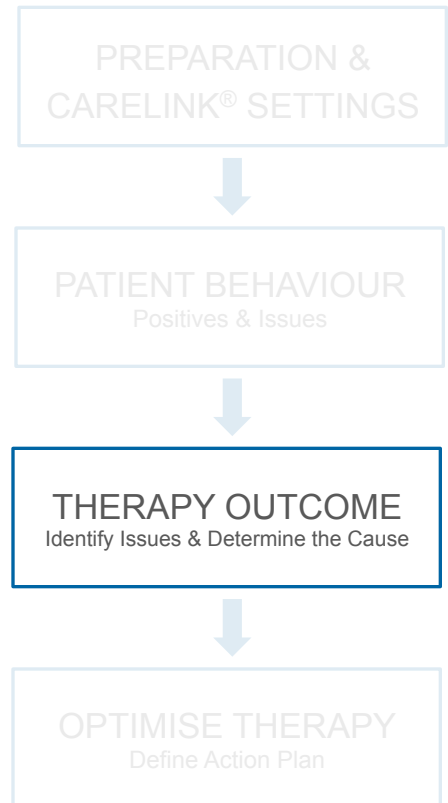 PREPARATION &
CARELINK® SETTINGS
PATIENT BEHAVIOUR
Positives & Issues
THERAPY OUTCOME
Identify Issues & Determine the Cause
OPTIMISE THERAPY
Define Action Plan